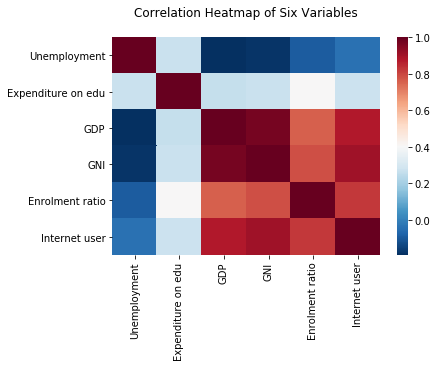 Correlation Heatmap of Six Variables
Unemployment
Expenditure on edu
GDP
GNI
Enrolment ratio
Internet user
Unemployment
Expenditure on edu
GDP
GNI
Enrolment ratio
Internet user
1.0
0.8
0.6
0.4
0.2
0.0